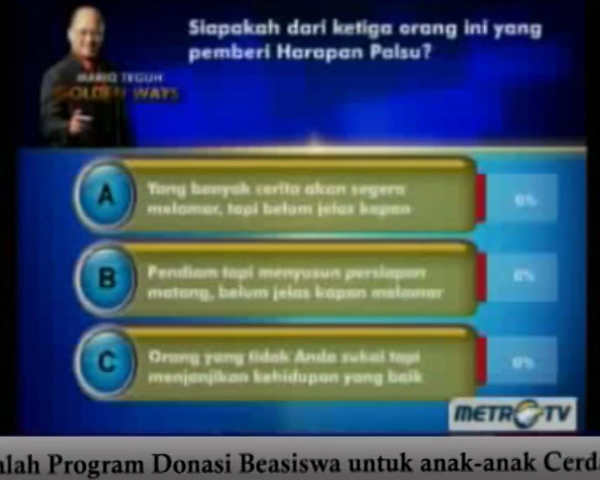 Siapakah dari ketiga orang ini yang
pemberi Harapan Palsu?
MARIO TEGUH
GOLDEN WAYS
A
Yang banyak cerita akan segera
melamar, tapi belum jelas kapan
0%
B
Pendiam tapi menyusun persiapan
matang, belum jelas kapan melamar
0%
C
Orang yang tidak Anda sukai tapi
menjanjikan kehidupan yang baik
0%
METRO TV
alah Program Donasi Beasiswa untuk anak-anak Cerda